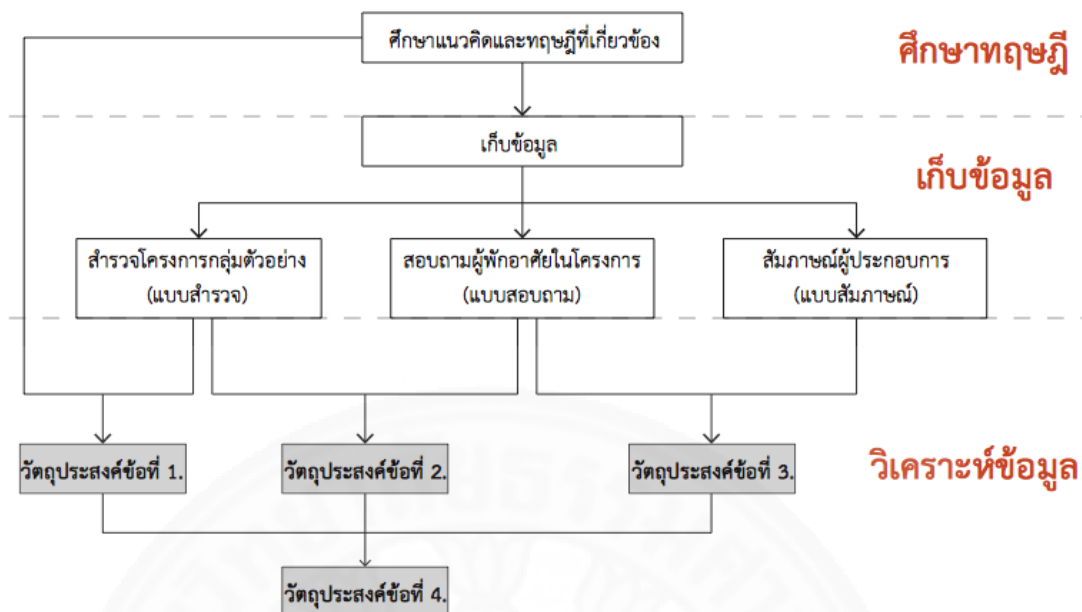 ศึกษาแนวคิดและทฤษฎีที่เกี่ยวข้อง
ศึกษาทฤษฎี
เก็บข้อมูล
เก็บข้อมูล
สำรวจโครงการกลุ่มตัวอย่าง
(แบบสำรวจ)
สอบถามผู้พักอาศัยในโครงการ
(แบบสอบถาม)
สัมภาษณ์ผู้ประกอบการ
(แบบสัมภาษณ์)
วัตถุประสงค์ข้อที่ 1.
วัตถุประสงค์ข้อที่ 2.
วัตถุประสงค์ข้อที่ 3.
วิเคราะห์ข้อมูล
วัตถุประสงค์ข้อที่ 4.